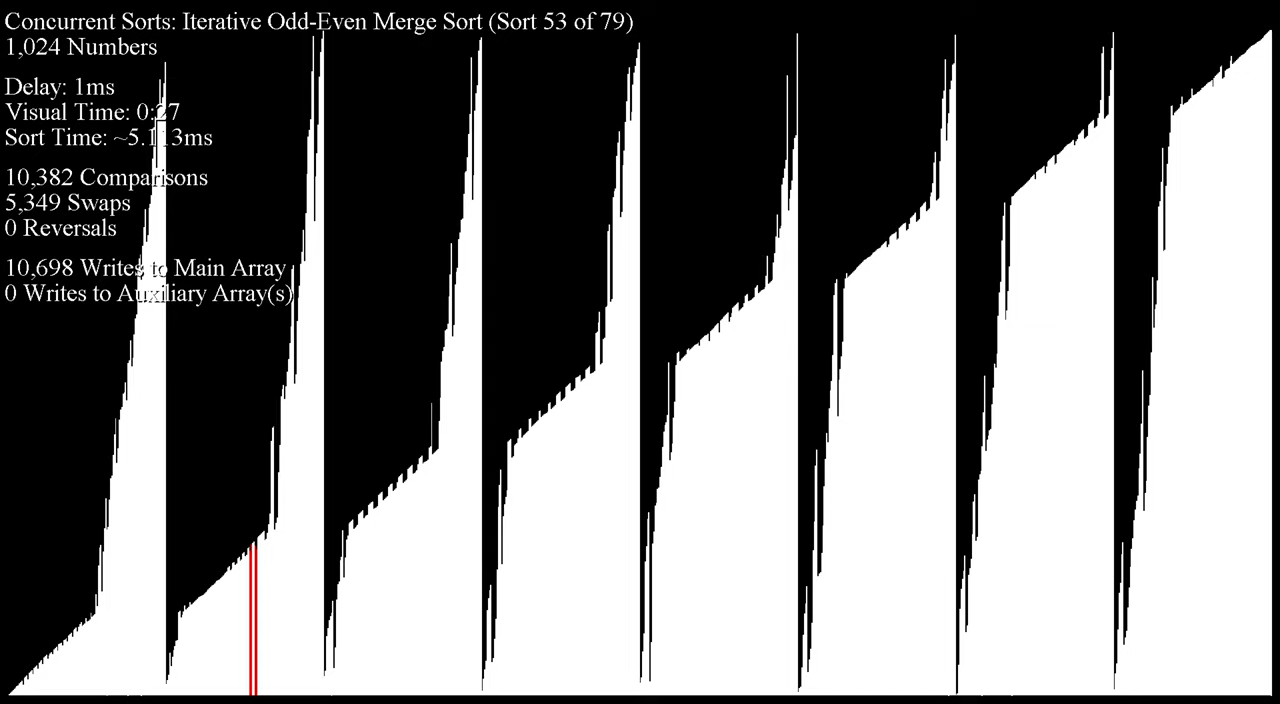 Concurrent Sorts: Iterative Odd-Even Merge Sort (Sort 53 of 79)
1,024 Numbers
Delay: 1ms
Visual Time: 0:27
Sort Time: ~5.113ms
10,382 Comparisons
5,349 Swaps
0 Reversals
10,698 Writes to Main Array
0 Writes to Auxiliary Array(s)